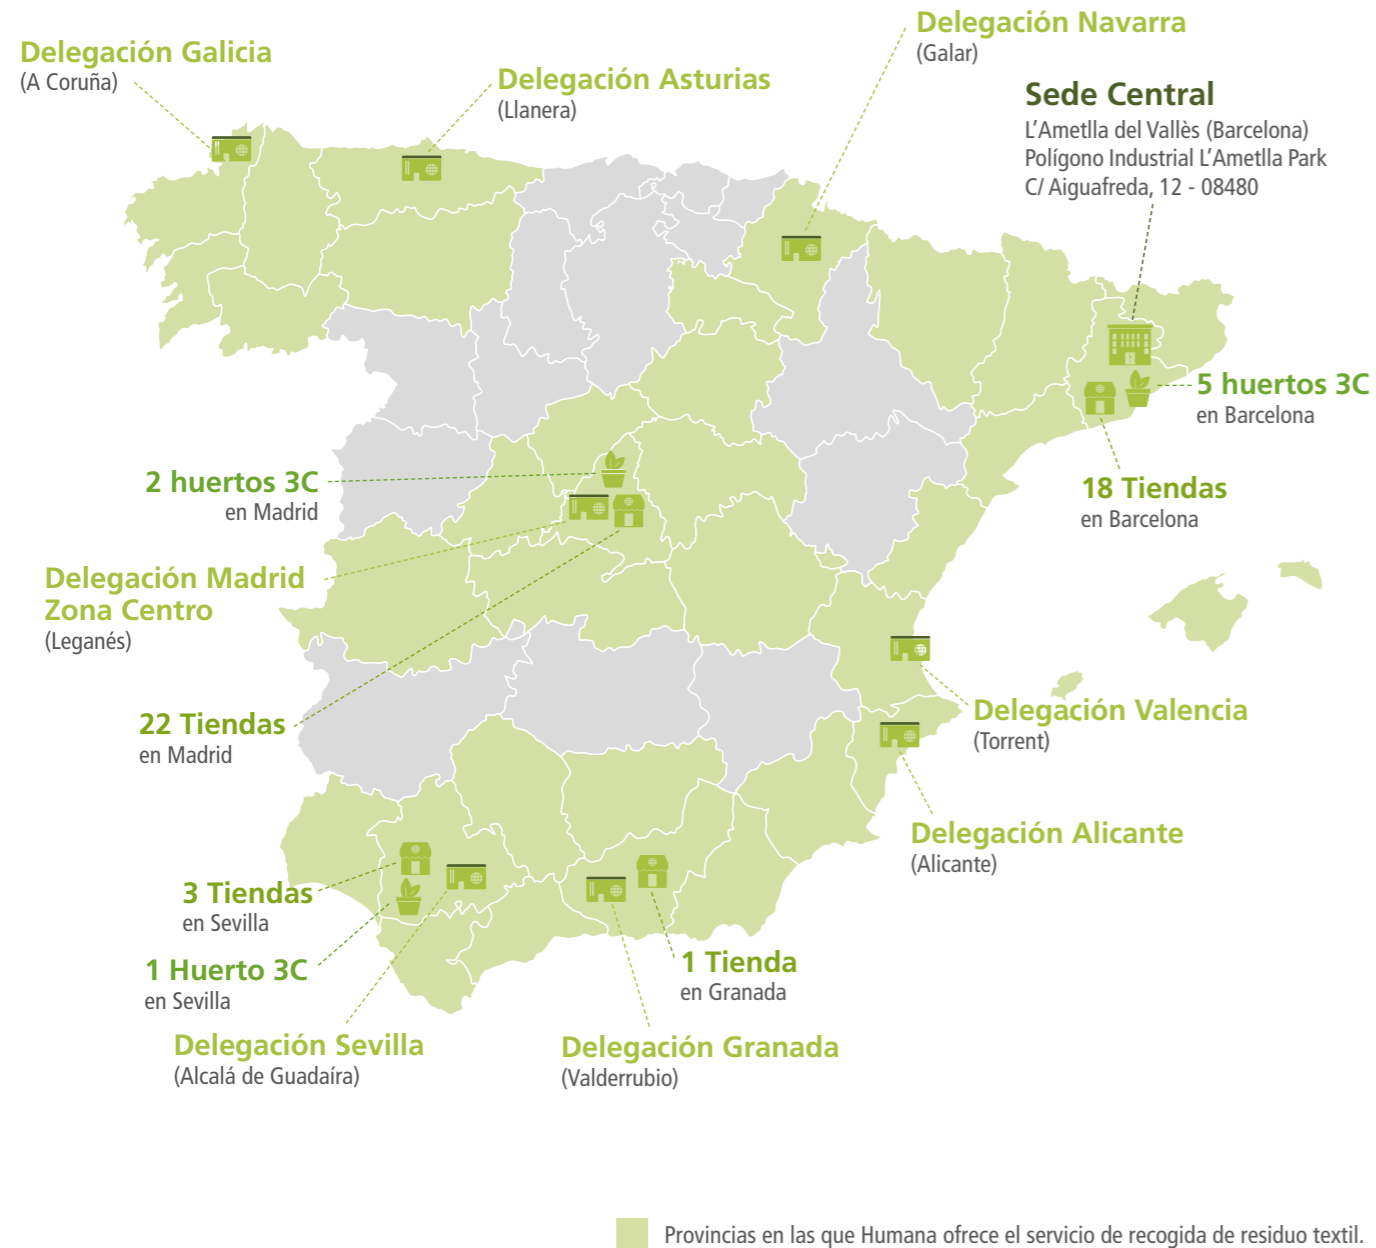 Delegación Navarra
(Galar)
Delegación Galicia
(A Coruña)
Delegación Asturias
(Llanera)
Sede Central
L'Ametlla del Vallès (Barcelona)
Polígono Industrial L'Ametlla Park
C/ Aiguafreda, 12 - 08480
5 huertos 3C
en Barcelona
18 Tiendas
en Barcelona
2 huertos 3C
en Madrid
Delegación Madrid
Zona Centro
(Leganés)
22 Tiendas
en Madrid
Delegación Valencia
(Torrent)
Delegación Alicante
(Alicante)
3 Tiendas
en Sevilla
1 Huerto 3C
en Sevilla
1 Tienda
en Granada
Delegación Sevilla
(Alcalá de Guadaíra)
Delegación Granada
(Valderrubio)
Provincias en las que Humana ofrece el servicio de recogida de residuo textil.